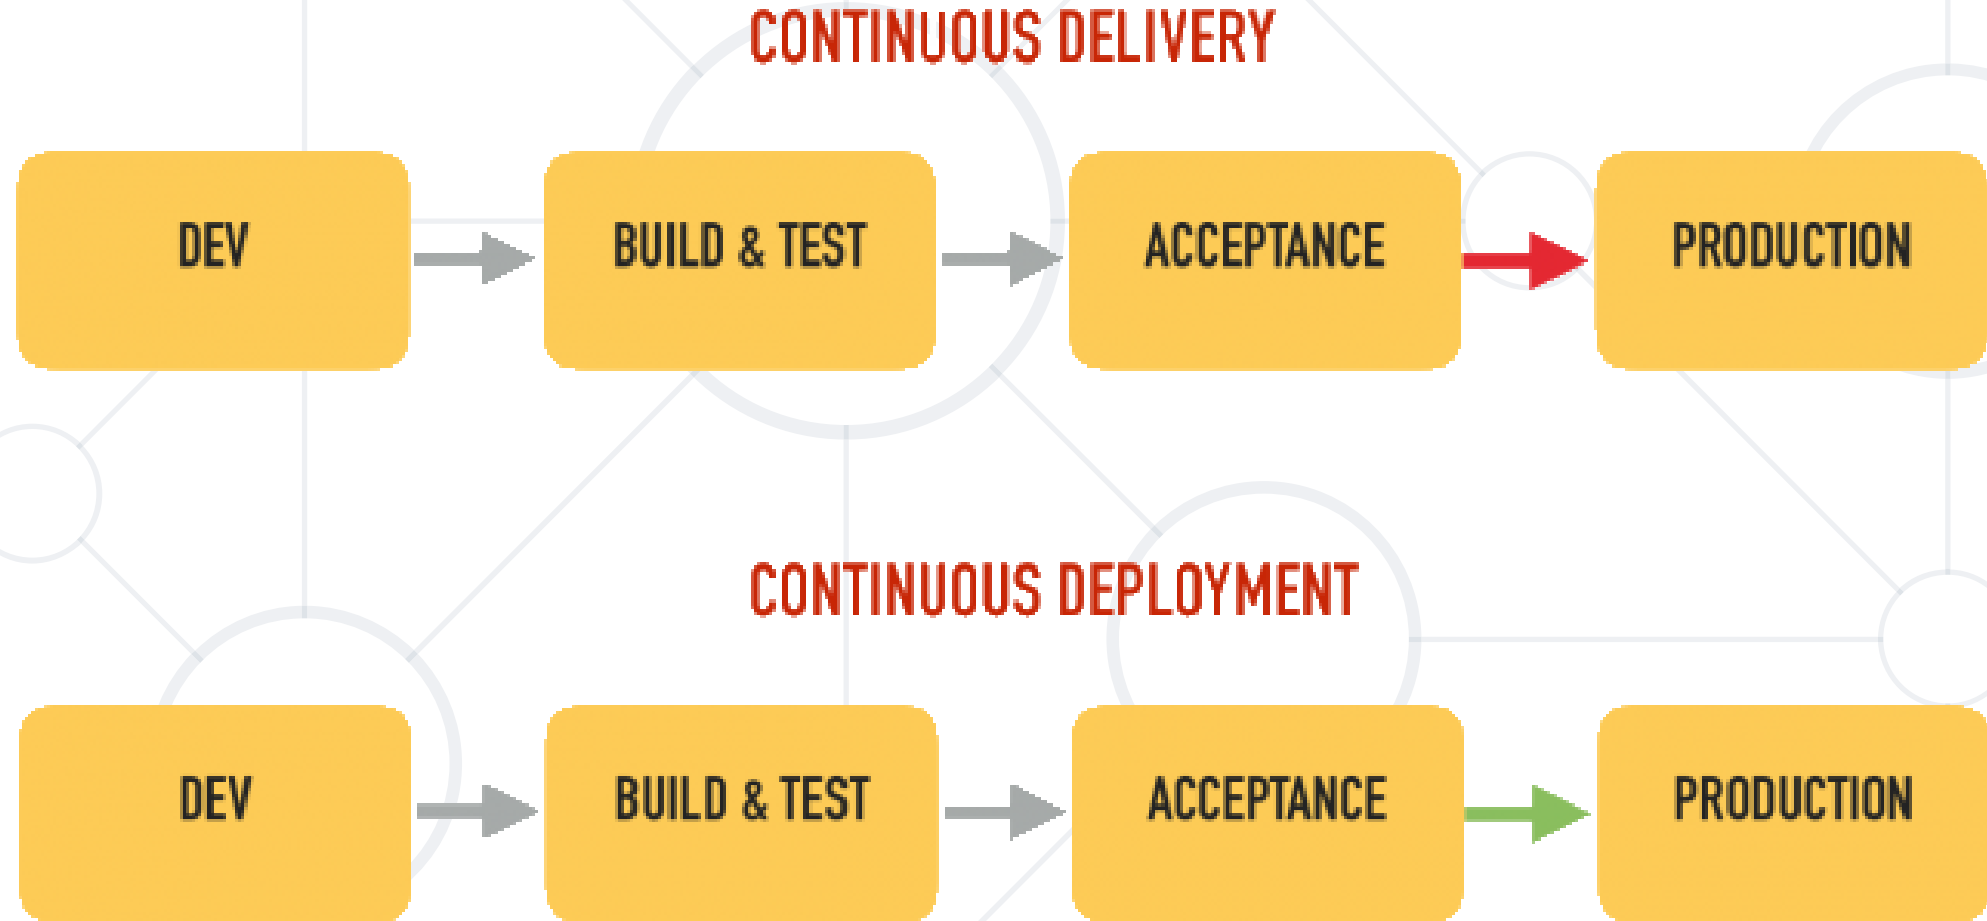 CONTINUOUS DELIVERY
DEV
BUILD & TEST
ACCEPTANCE
PRODUCTION
CONTINUOUS DEPLOYMENT
DEV
BUILD & TEST
ACCEPTANCE
PRODUCTION